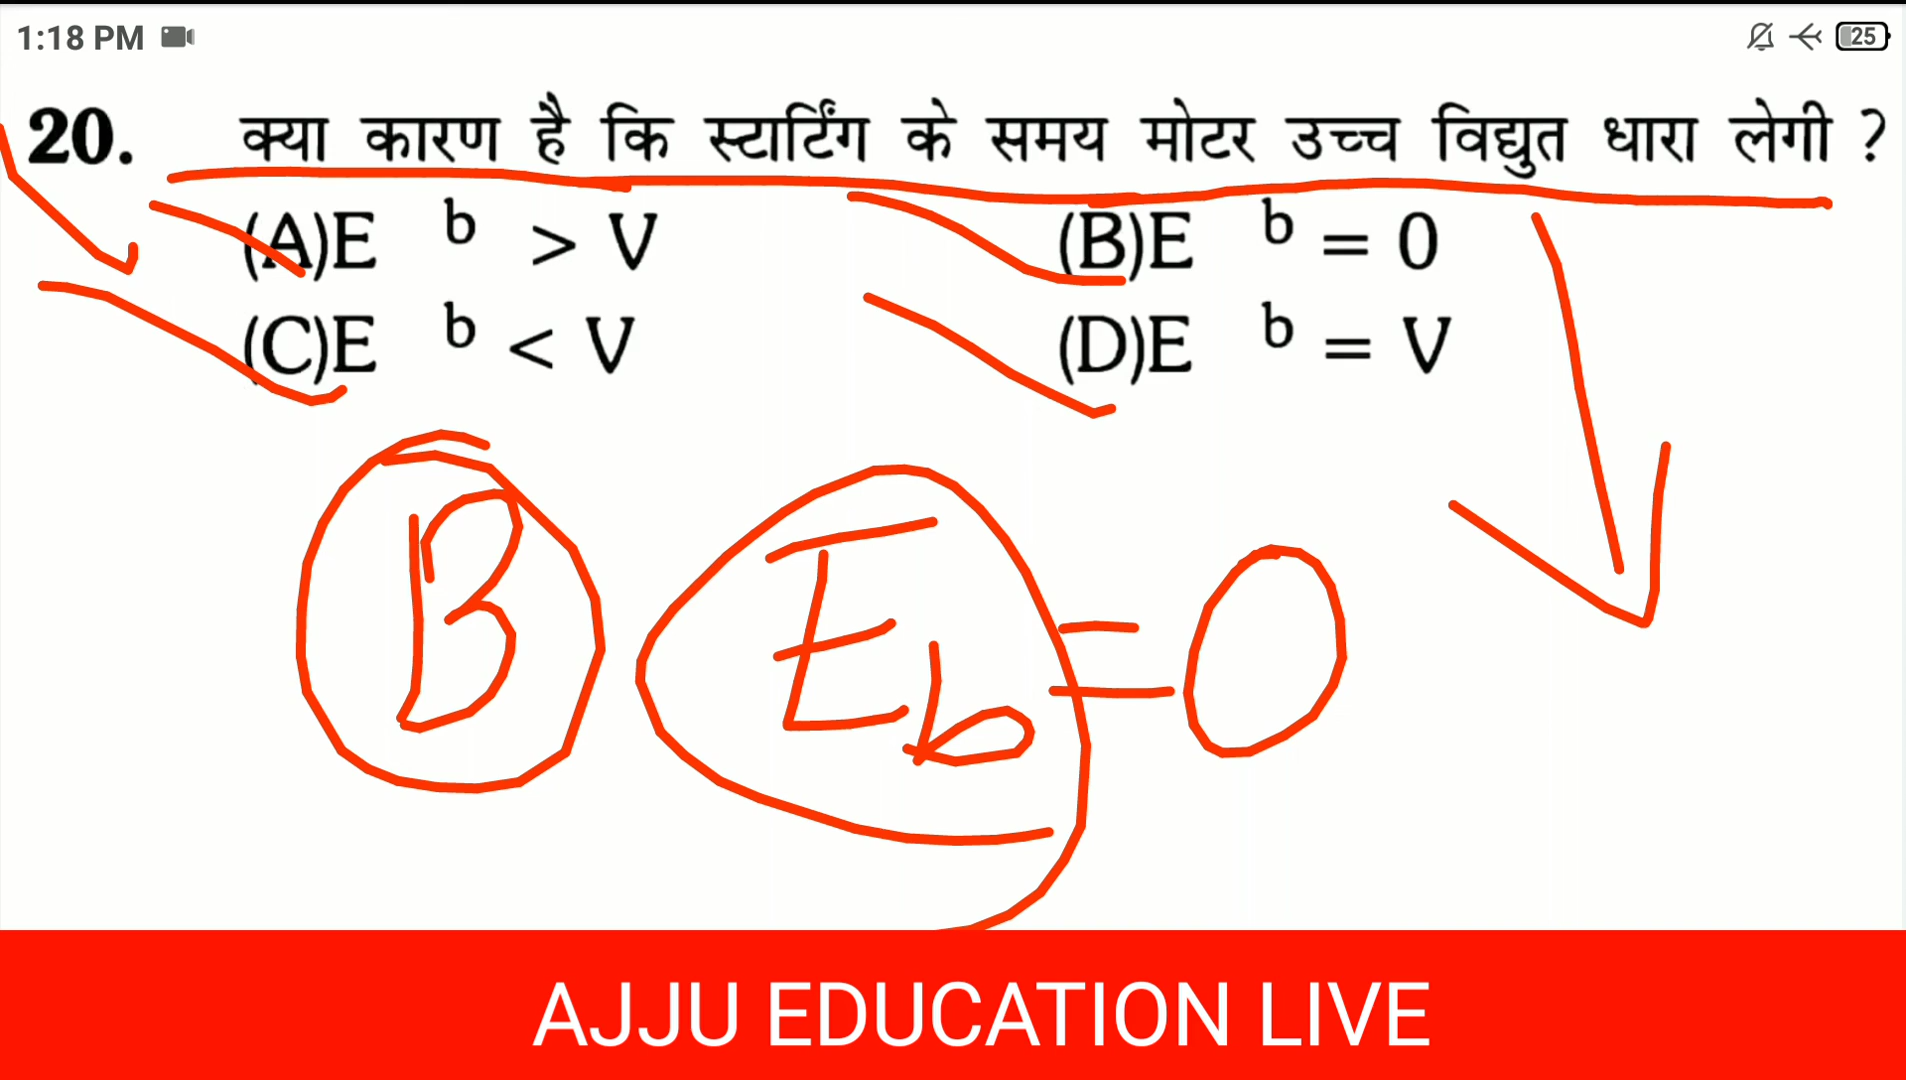 1:18 PM 25
20. क्या कारण है कि स्टार्टिंग के समय मोटर उच्च विद्युत धारा लेगी ?
(A)E b > V (B)E b = 0
(C)E b < V (D)E b = V
B Eb = 0
AJJU EDUCATION LIVE